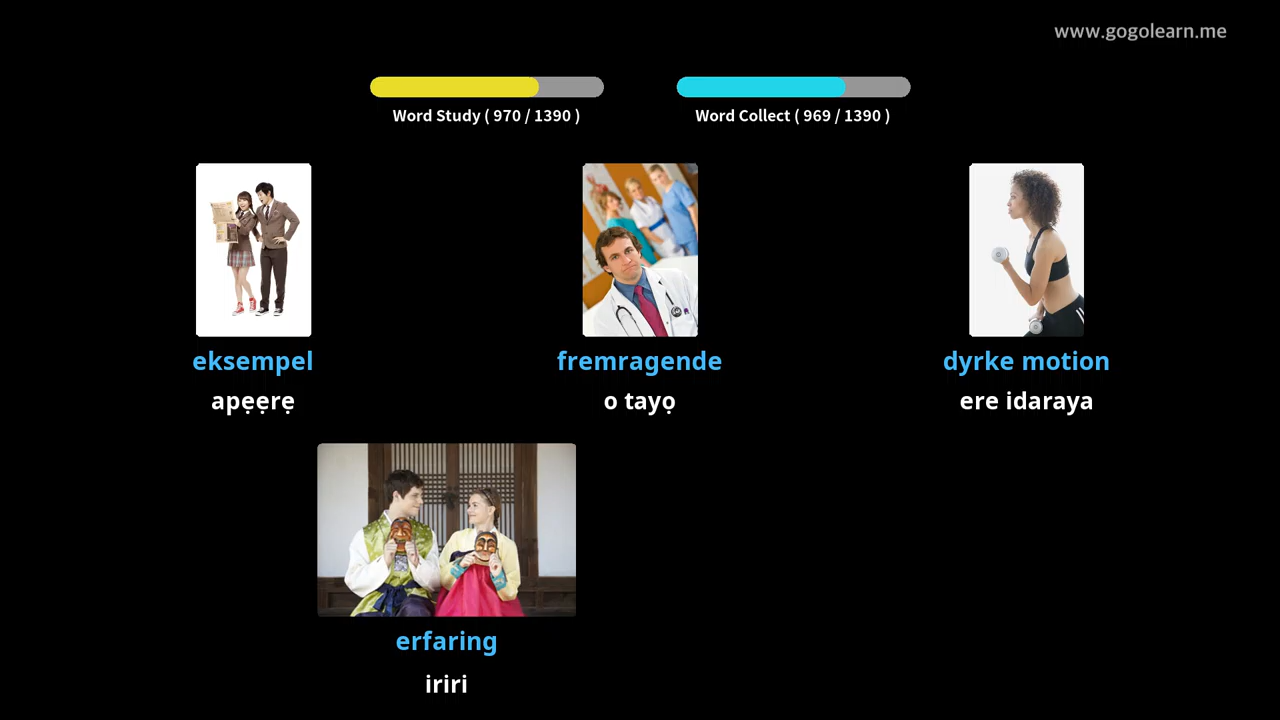 www.gogolearn.me
Word Study ( 970 / 1390 )
Word Collect ( 969 / 1390 )
eksempel
apẹẹrẹ
fremragende
o tayọ
dyrke motion
ere idaraya
erfaring
iriri